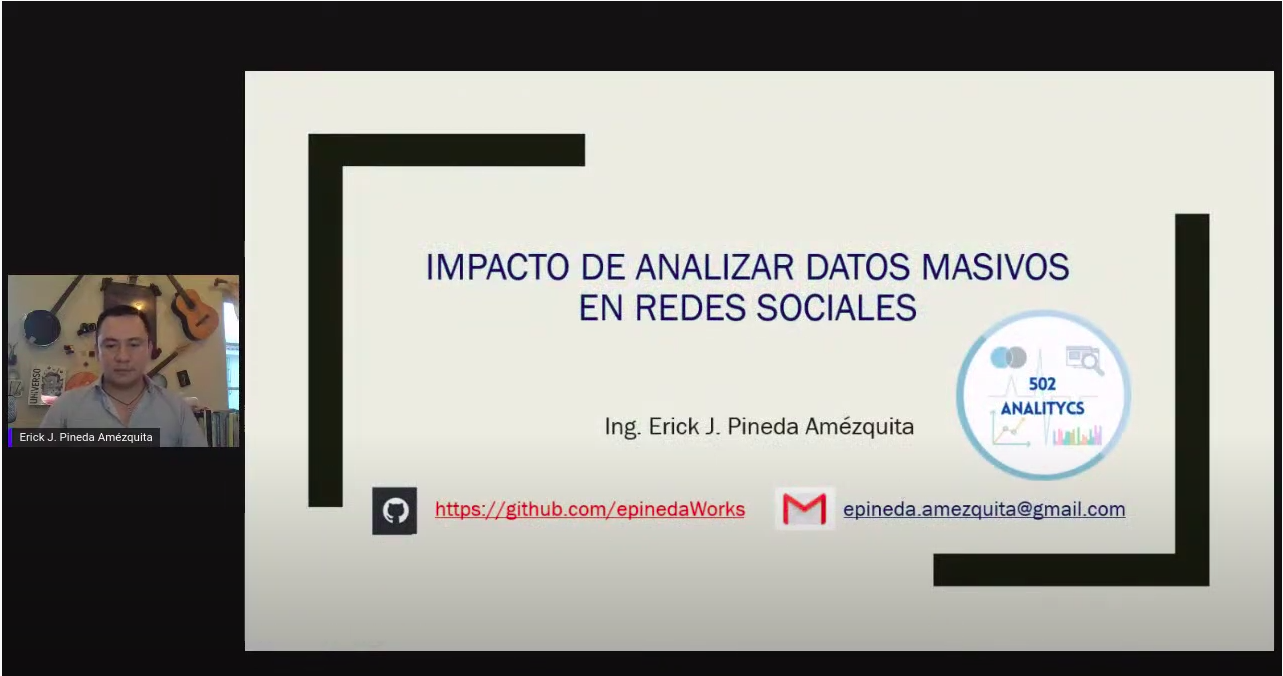 IMPACTO DE ANALIZAR DATOS MASIVOS
EN REDES SOCIALES
502
ANALITYCS
Ing. Erick J. Pineda Amézquita
https://github.com/epinedaWorks
epineda.amezquita@gmail.com
UNIVERSO
Erick J. Pineda Amézquita